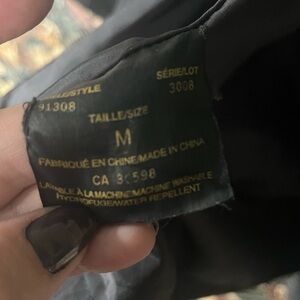 STYLE SÉRIE/LOT
91308 3008
TAILLE/SIZE
M
FABRIQUÉ EN CHINE/MADE IN CHINA
CA
LAVABLE À LA MACHINE/MACHINE WASHABLE
HYDROFUGE/WATER REPELLENT